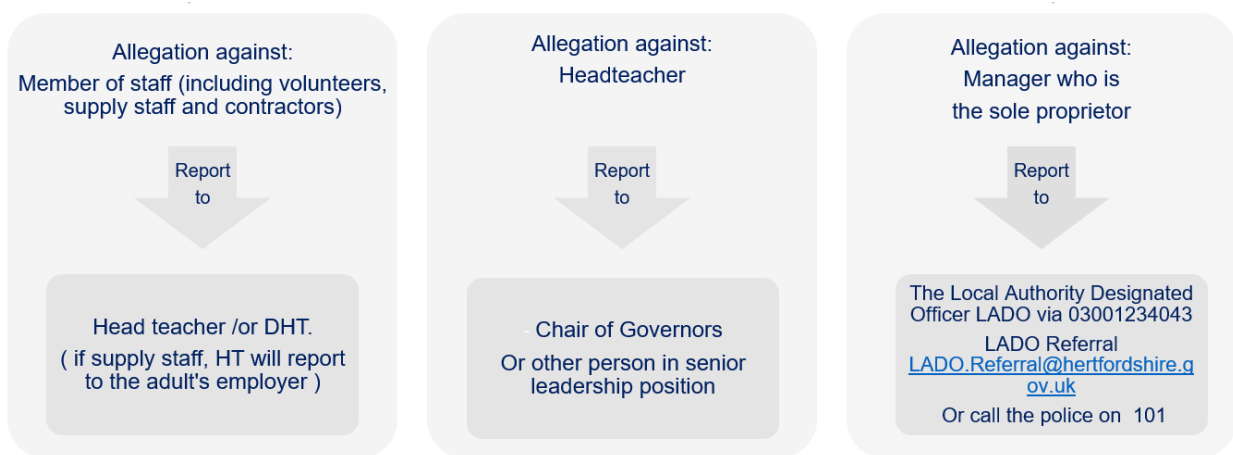 Allegation against:
Member of staff (including volunteers,
supply staff and contractors)
Report
to
Head teacher /or DHT.
( if supply staff, HT will report
to the adult's employer )
Allegation against:
Headteacher
Report
to
- Chair of Governors
Or other person in senior
leadership position
Allegation against:
Manager who is
the sole proprietor
Report
to
The Local Authority Designated
Officer LADO via 03001234043
LADO Referral
LADO.Referral@hertfordshire.g
ov.uk
Or call the police on 101